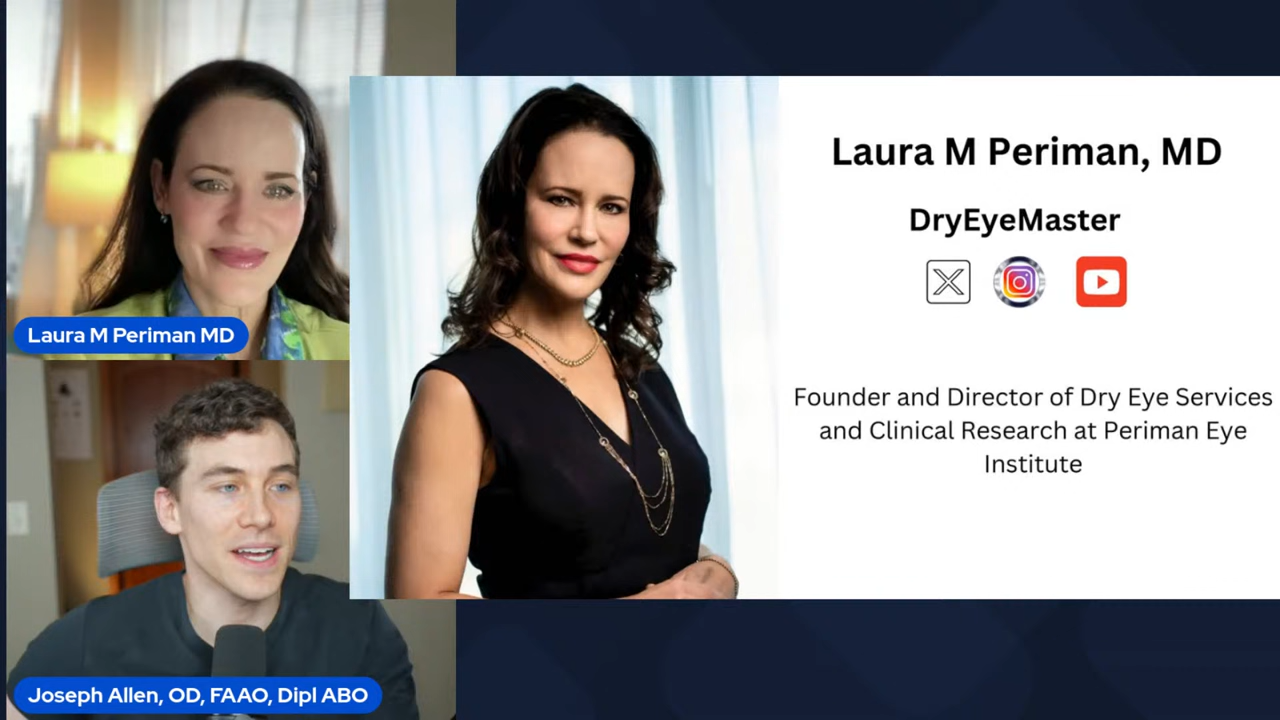 Laura M Periman MD
Joseph Allen, OD, FAAO, Dipl ABO
Laura M Periman, MD
DryEyeMaster
Founder and Director of Dry Eye Services
and Clinical Research at Periman Eye
Institute